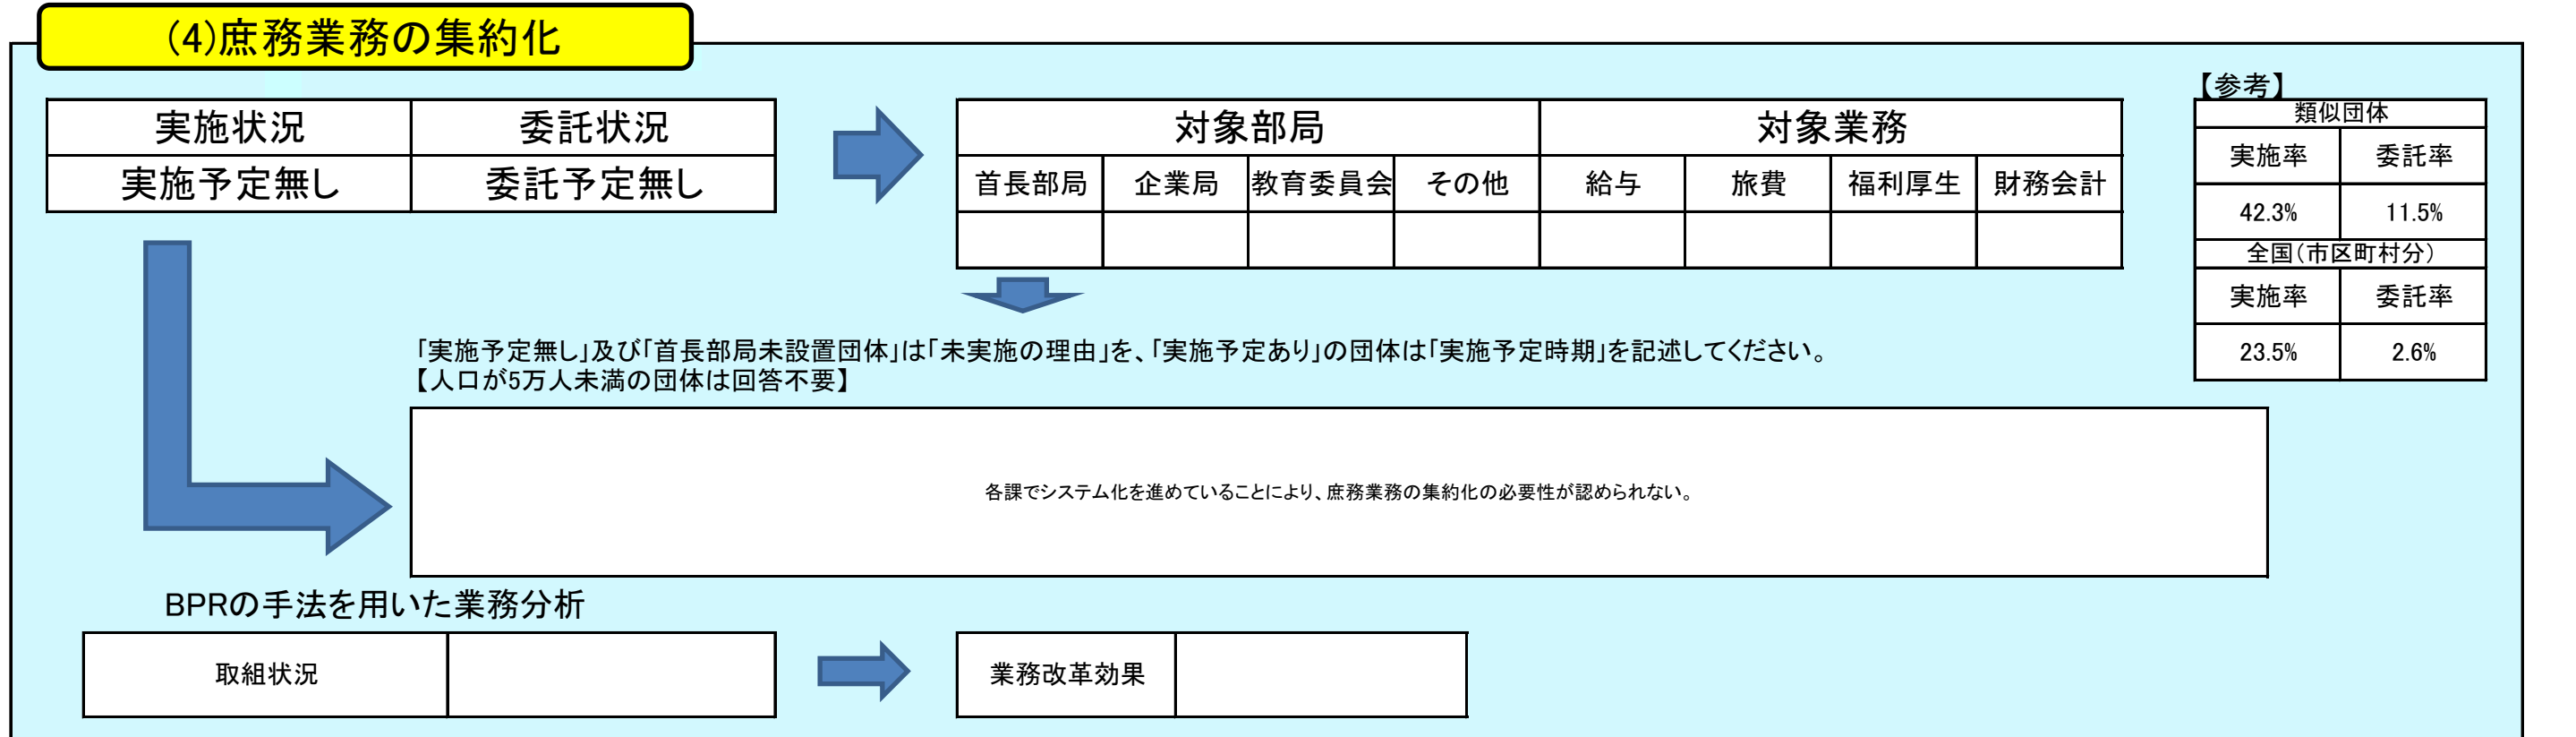 (4)庶務業務の集約化
実施状況 委託状況
実施予定無し 委託予定無し
対象部局 対象業務
首長部局 企業局 教育委員会 その他 給与 旅費 福利厚生 財務会計
【参考】
類似団体
実施率 委託率
42.3% 11.5%
全国(市区町村分)
実施率 委託率
23.5% 2.6%
「実施予定無し」及び「首長部局未設置団体」は「未実施の理由」を、「実施予定あり」の団体は「実施予定時期」を記述してください。
【人口が5万人未満の団体は回答不要】
各課でシステム化を進めていることにより、庶務業務の集約化の必要性が認められない。
BPRの手法を用いた業務分析
取組状況
業務改革効果